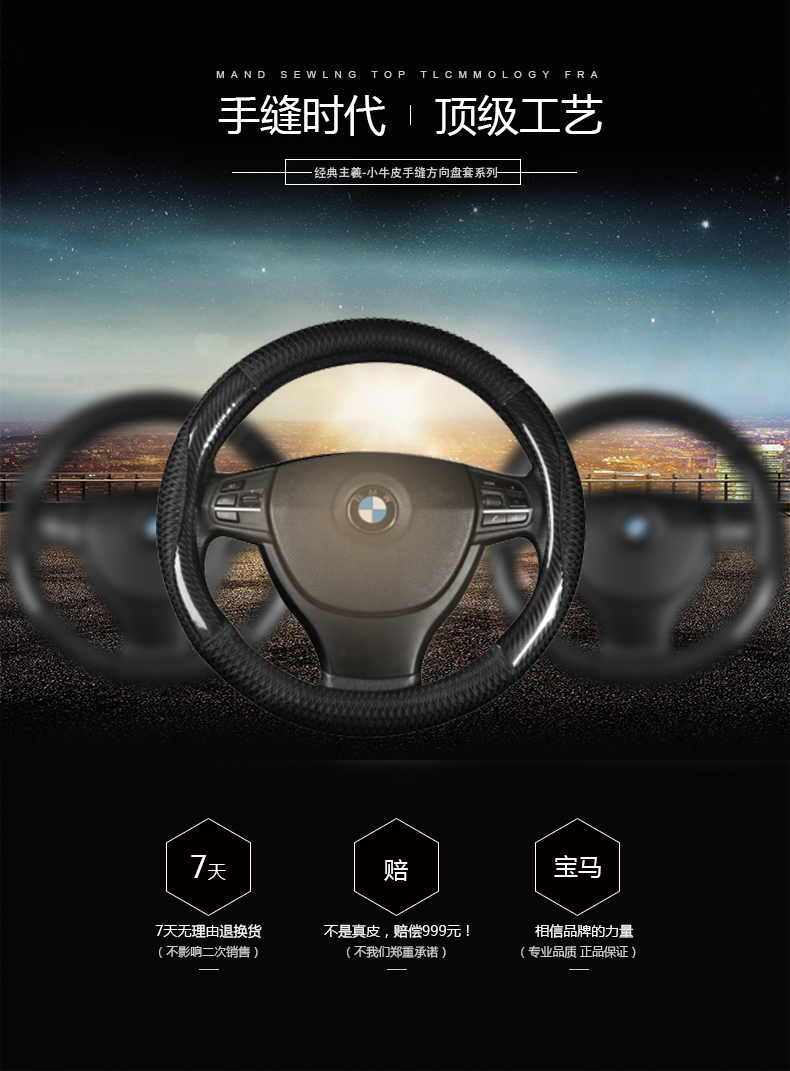 MAND SEWLNG TOP TLCMMOLOGY FRA
手缝时代 | 顶级工艺
经典主羲-小牛皮手缝方向盘套系列
BMW
7天
赔
宝马
7天无理由退换货
不是真皮，赔偿999元！
相信品牌的力量
（不影响二次销售）
（不我们郑重承诺）
（专业品质 正品保证）